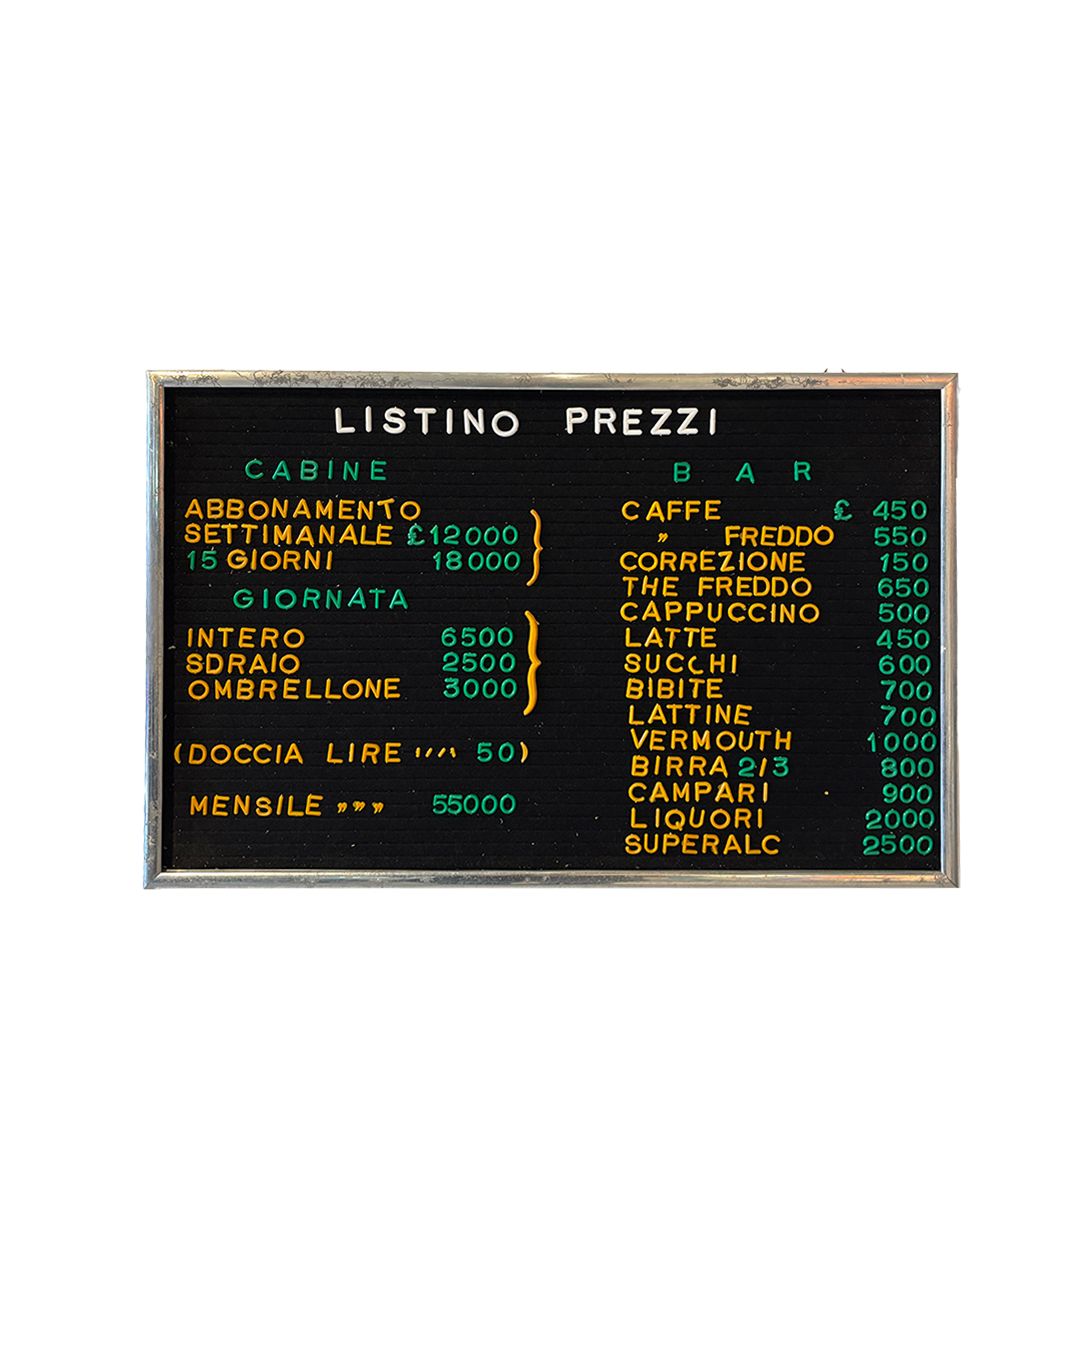 LISTINO PREZZI
CABINE
ABBONAMENTO
SETTIMANALE £12000
15 GIORNI 18000
GIORNATA
INTERO 6500
SDRAIO 2500
OMBRELLONE 3000
(DOCCIA LIRE ,,,, 50)
MENSILE „„„ 55000
BAR
CAFFE £ 450
„ FREDDO 550
CORREZIONE 150
THE FREDDO 650
CAPPUCCINO 500
LATTE 450
SUCCHI 600
BIBITE 700
LATTINE 700
VERMOUTH 1000
BIRRA 2/3 800
CAMPARI . 900
LIQUORI 2000
SUPERALC 2500